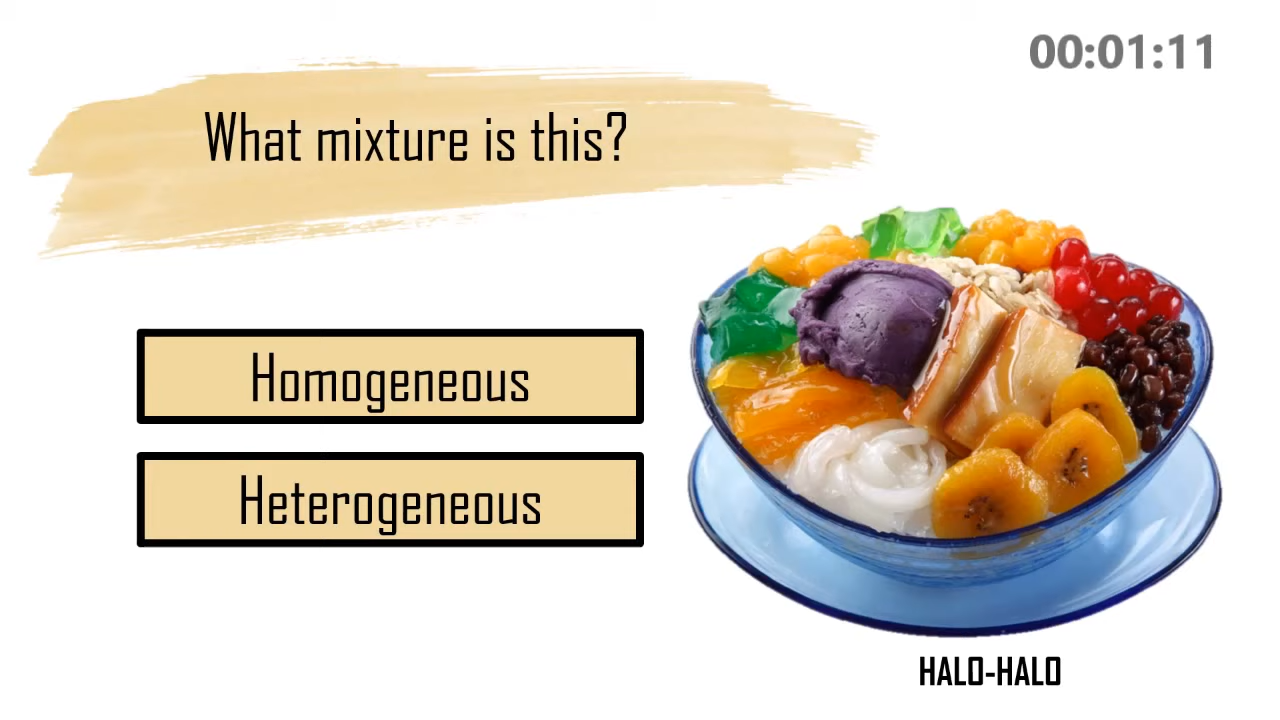 00:01:11
What mixture is this?
Homogeneous
Heterogeneous
HALO-HALO